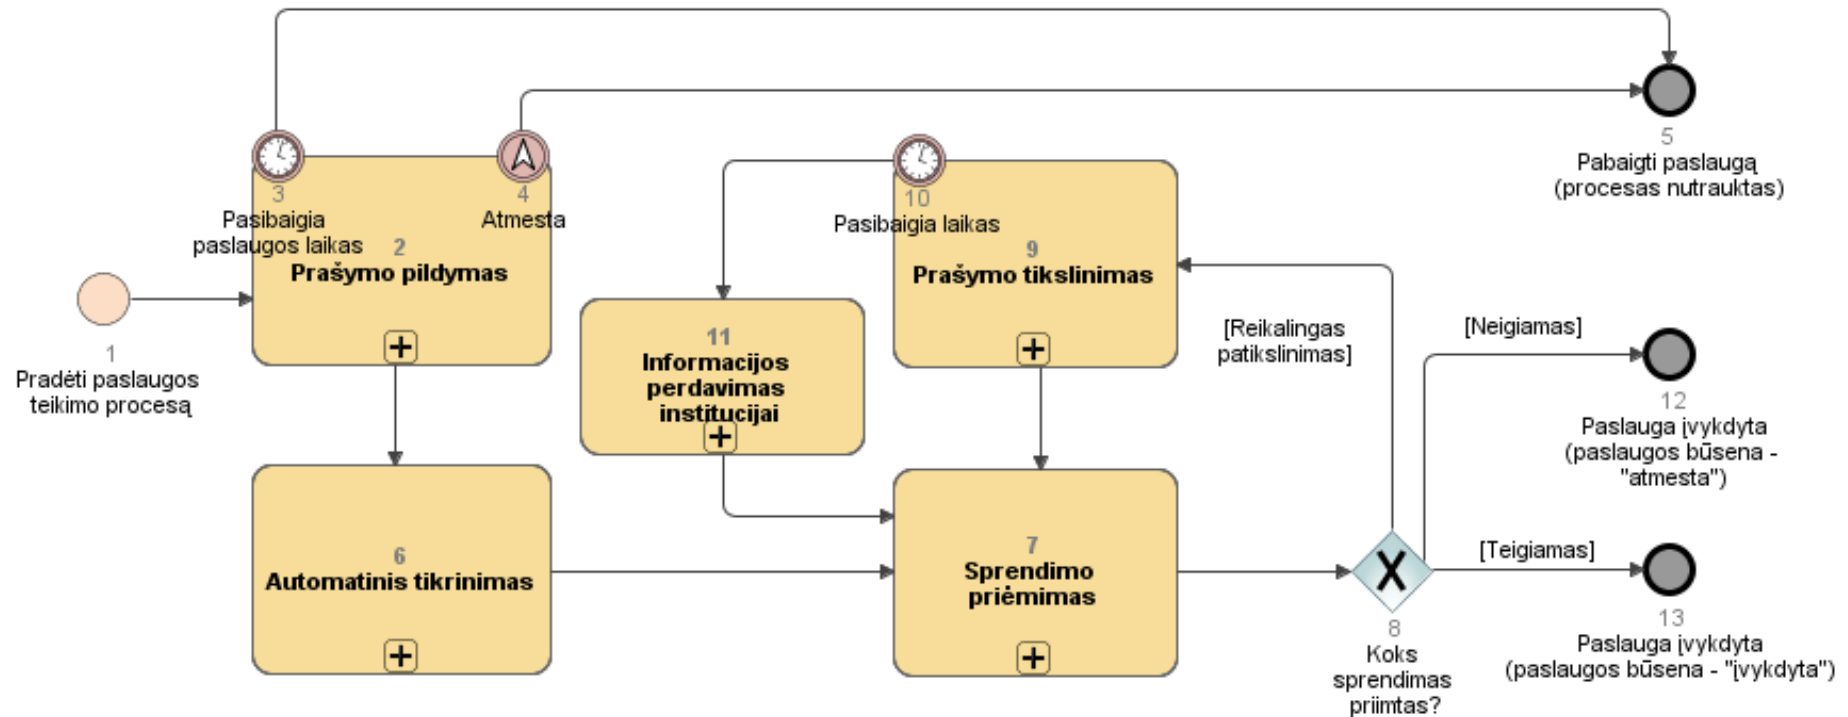 1
Pradėti paslaugos
teikimo procesą
2
Prašymo pildymas
3
Pasibaigia
paslaugos laikas
4
Atmesta
5
Pabaigti paslaugą
(procesas nutrauktas)
6
Automatinis tikrinimas
7
Sprendimo
priėmimas
8
Koks
sprendimas
priimtas?
9
Prašymo tikslinimas
10
Pasibaigia laikas
11
Informacijos
perdavimas
institucijai
[Reikalingas
patikslinimas]
[Neigiamas]
12
Paslauga įvykdyta
(paslaugos būsena -
"atmesta")
[Teigiamas]
13
Paslauga įvykdyta
(paslaugos būsena - "įvykdyta")